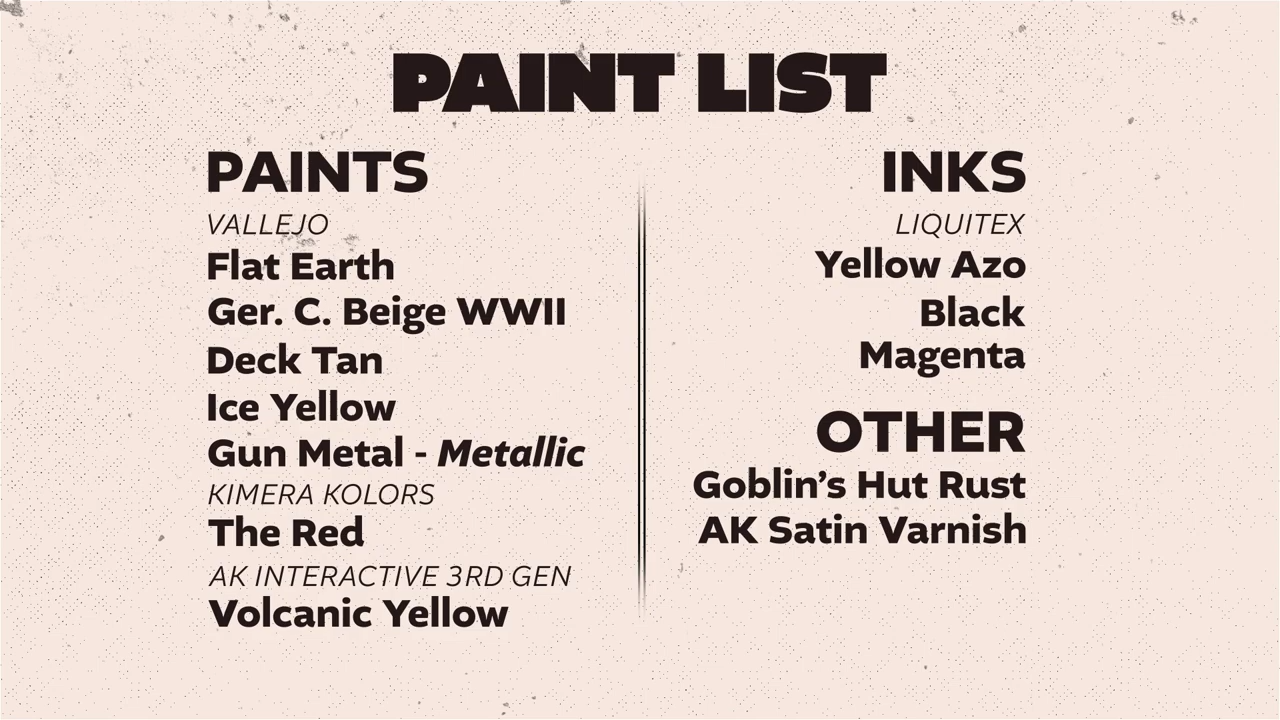 PAINT LIST
PAINTS
VALLEJO
Flat Earth
Ger. C. Beige WWII
Deck Tan
Ice Yellow
Gun Metal - Metallic
KIMERA KOLORS
The Red
AK INTERACTIVE 3RD GEN
Volcanic Yellow
INKS
LIQUITEX
Yellow Azo
Black
Magenta
OTHER
Goblin’s Hut Rust
AK Satin Varnish